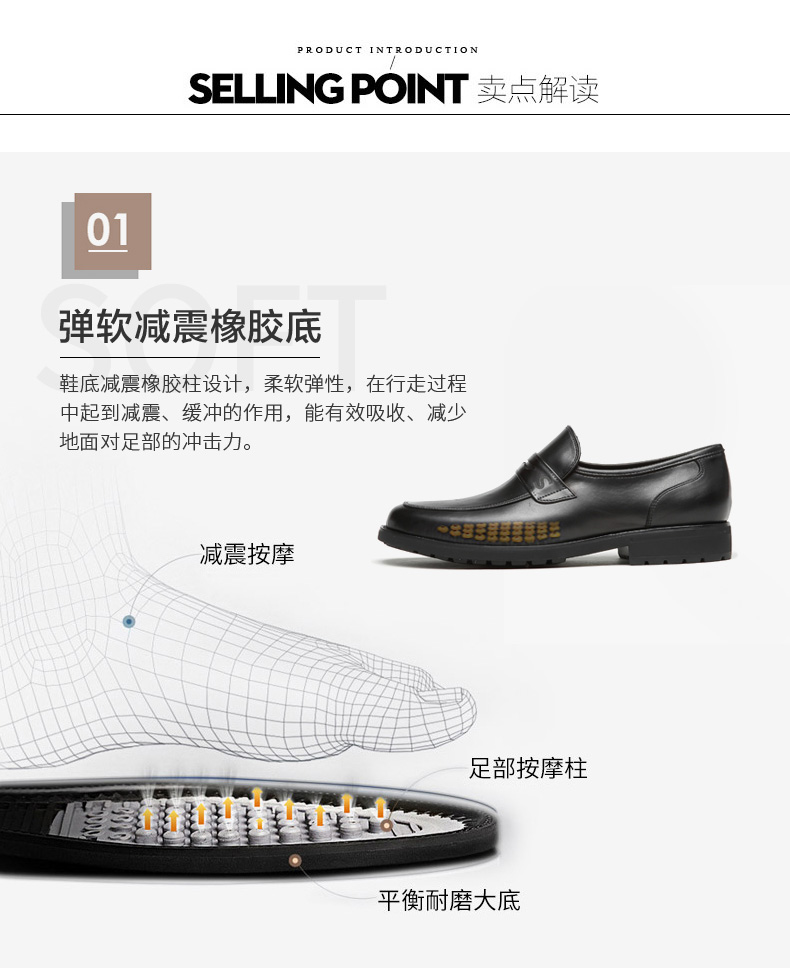 PRODUCT INTRODUCTION
SELLING POINT 卖点解读
01
SOFT
弹软减震橡胶底
鞋底减震橡胶柱设计，柔软弹性，在行走过程
中起到减震、缓冲的作用，能有效吸收、减少
地面对足部的冲击力。
减震按摩
足部按摩柱
平衡耐磨大底